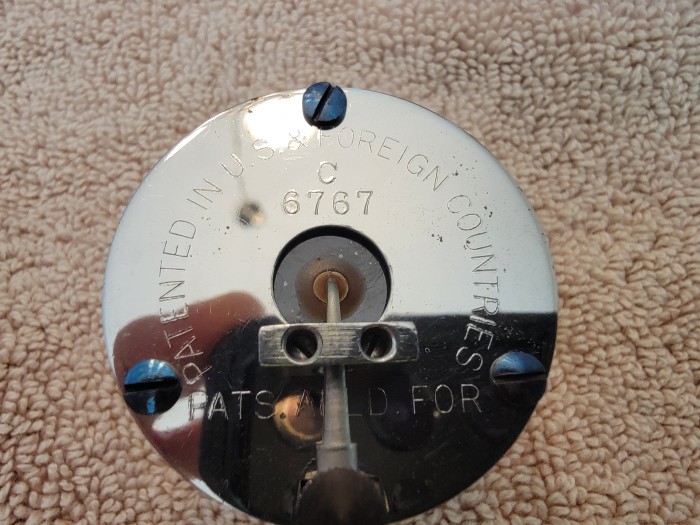 PATENTED IN U.S. & FOREIGN COUNTRIES
C
6767
PATS. APLD. FOR